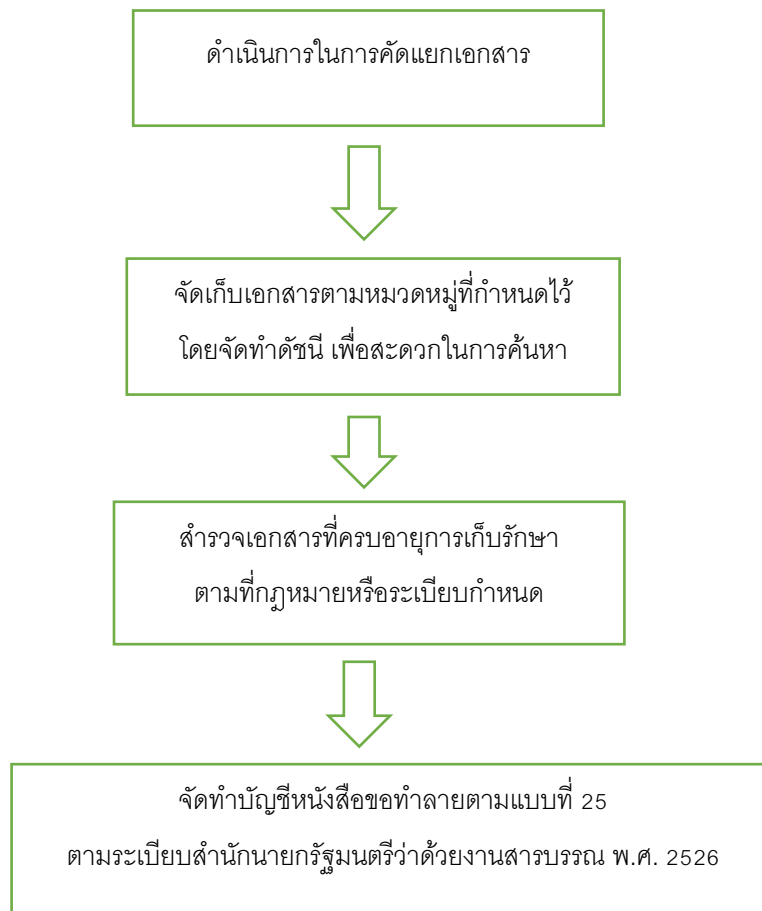 ดำเนินการในการคัดแยกเอกสาร
จัดเก็บเอกสารตามหมวดหมู่ที่กำหนดไว้
โดยจัดทำดัชนี เพื่อสะดวกในการค้นหา
สำรวจเอกสารที่ครบอายุการเก็บรักษา
ตามที่กฎหมายหรือระเบียบกำหนด
จัดทำบัญชีหนังสือขอทำลายตามแบบที่ 25
ตามระเบียบสำนักนายกรัฐมนตรีว่าด้วยงานสารบรรณ พ.ศ. 2526